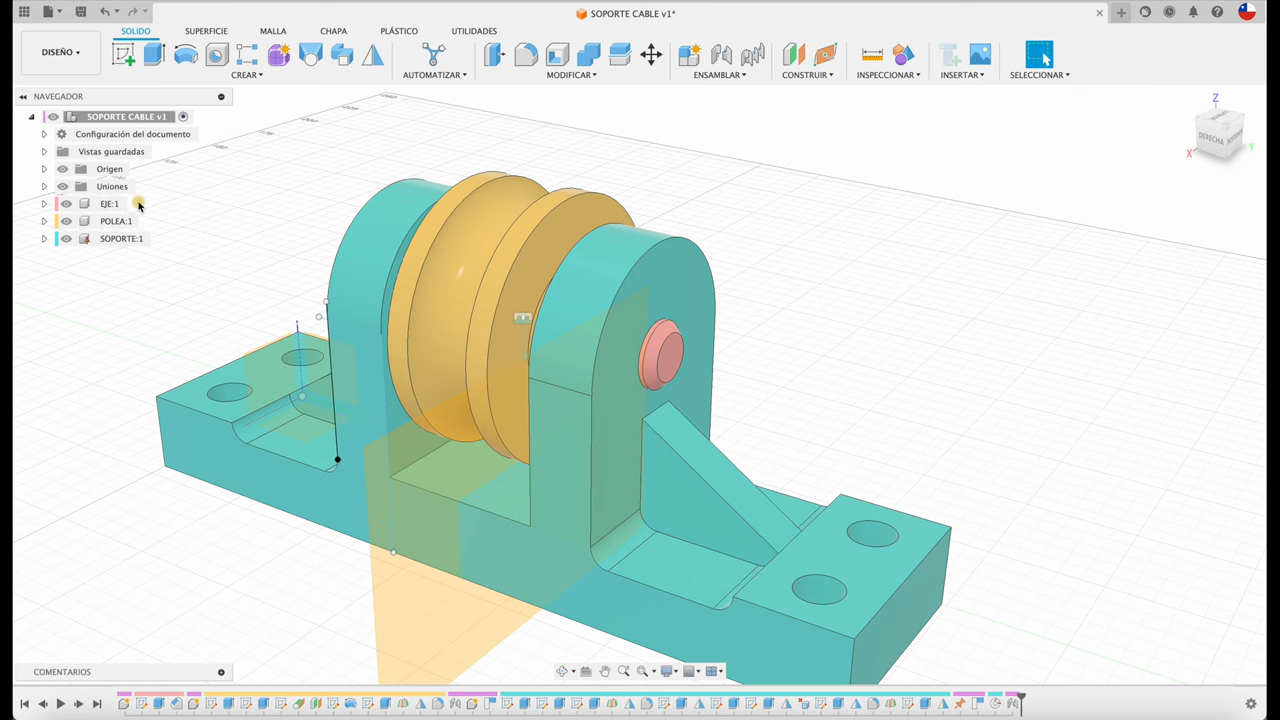 SOPORTE CABLE v1*
SOLIDO SUPERFICIE MALLA CHAPA PLÁSTICO UTILIDADES
DISEÑO
CREAR AUTOMATIZAR MODIFICAR ENSAMBLAR CONSTRUIR INSPECCIONAR INSERTAR SELECCIONAR
NAVEGADOR
SOPORTE CABLE v1
Configuración del documento
Vistas guardadas
Origen
Uniones
EJE:1
POLEA:1
SOPORTE:1
Z
DERECHA
X
Y
COMENTARIOS